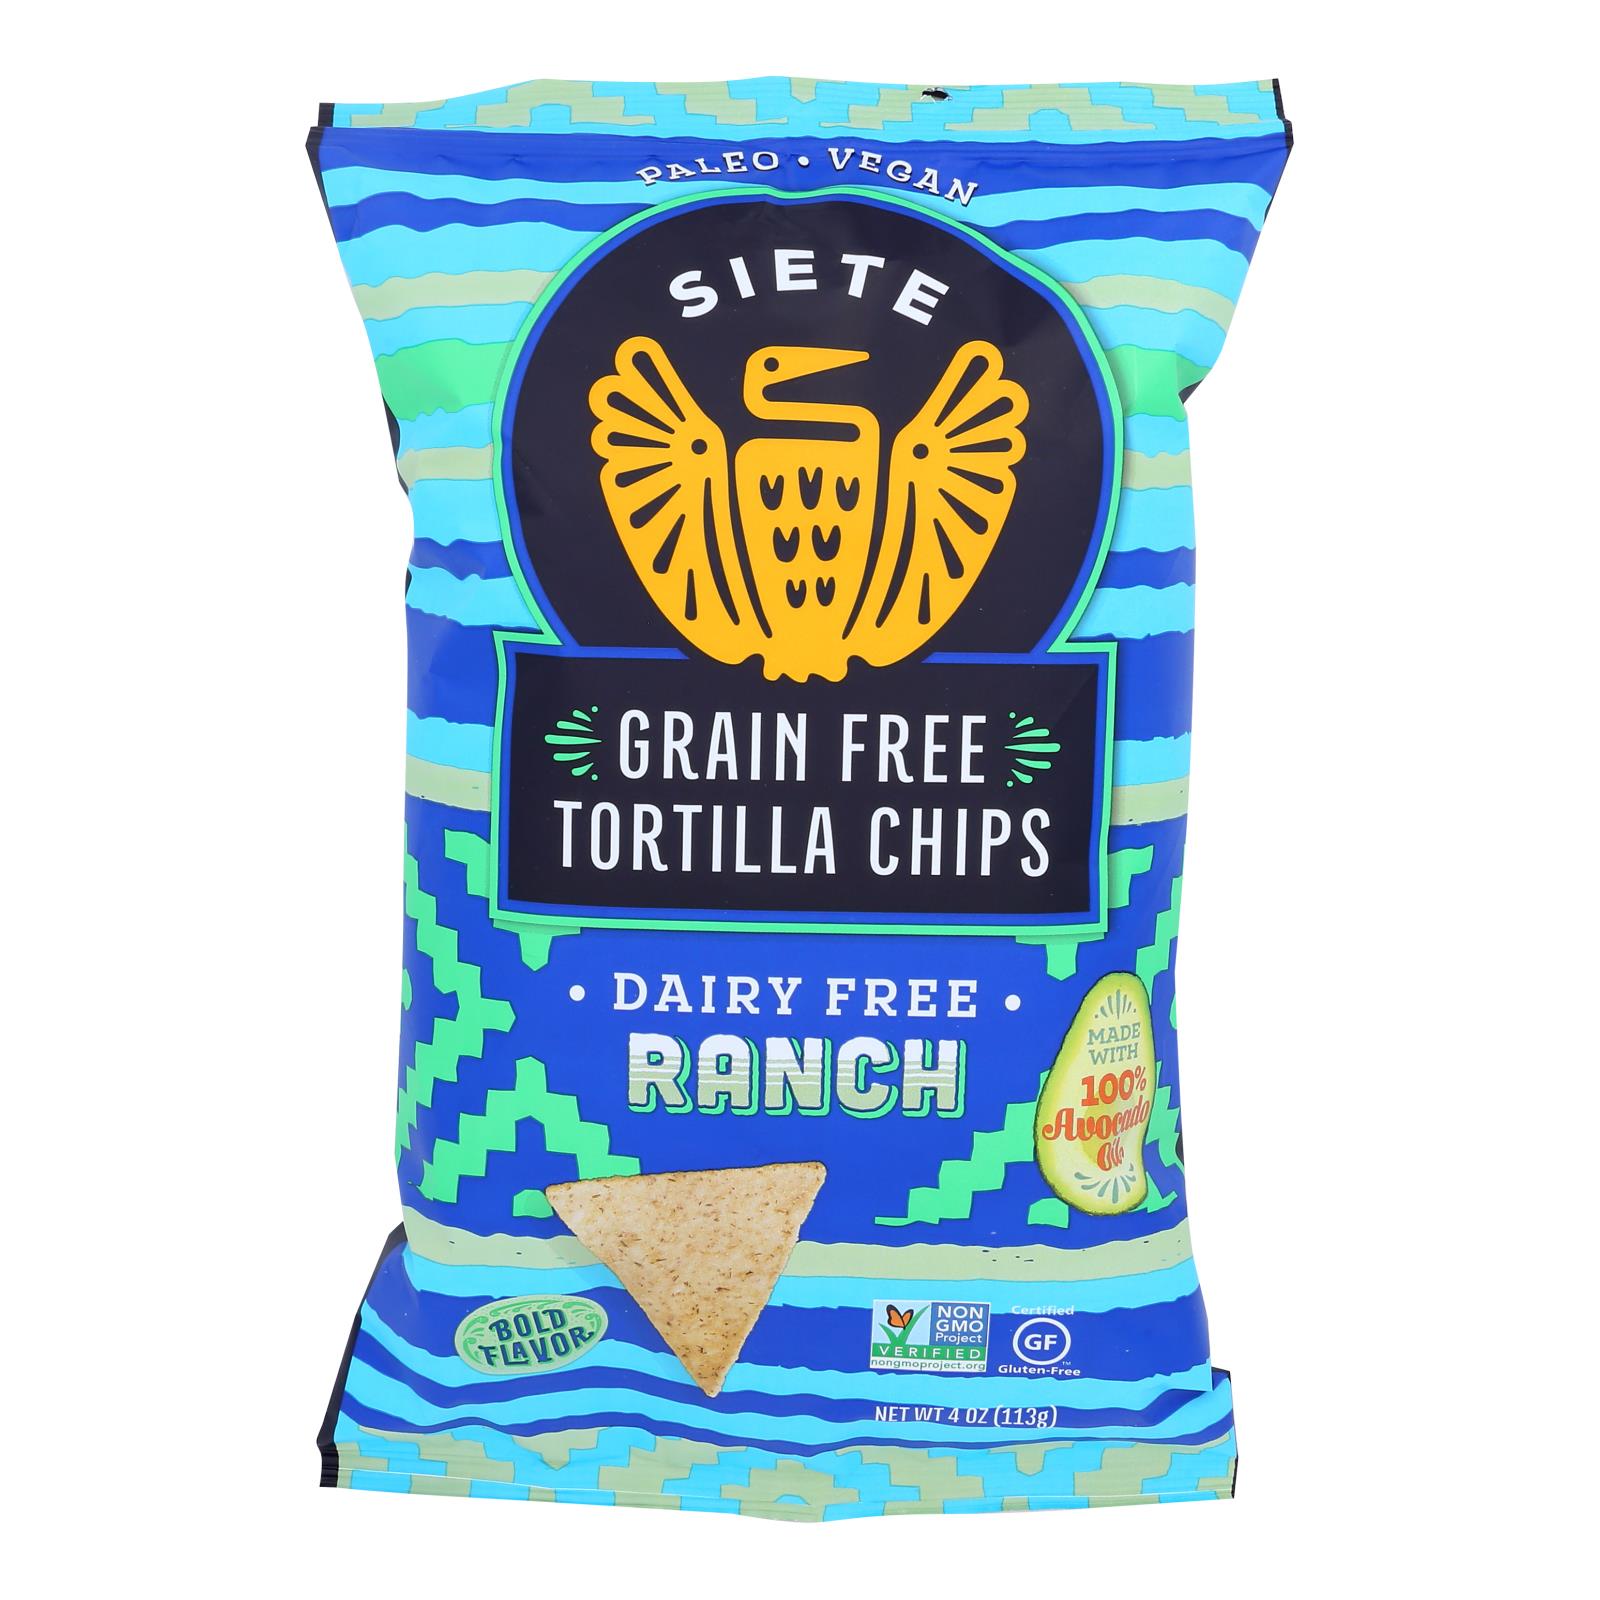 PALEO • VEGAN
SIETE
GRAIN FREE
TORTILLA CHIPS
• DAIRY FREE •
RANCH
MADE
WITH
100%
Avocado
Oil
BOLD
FLAVOR
NON
GMO
Project
VERIFIED
nongmoproject.org
Certified
GF
™
Gluten-Free
NET WT 4 OZ (113g)